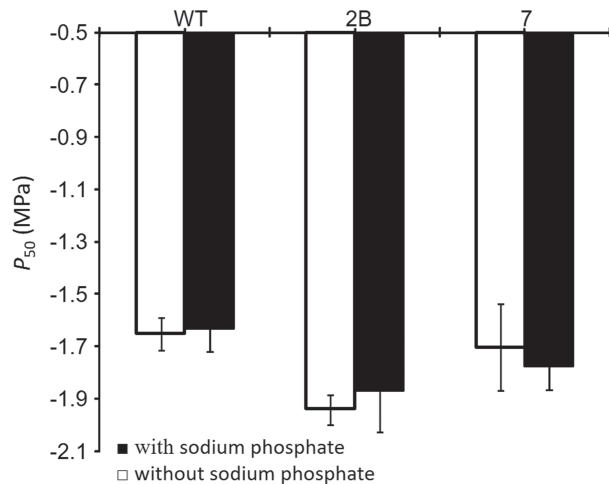 WT 2B 7
-0.5
-0.7
-0.9
-1.1
-1.3
-1.5
-1.7
-1.9
-2.1
P50 (MPa)
■ with sodium phosphate
□ without sodium phosphate